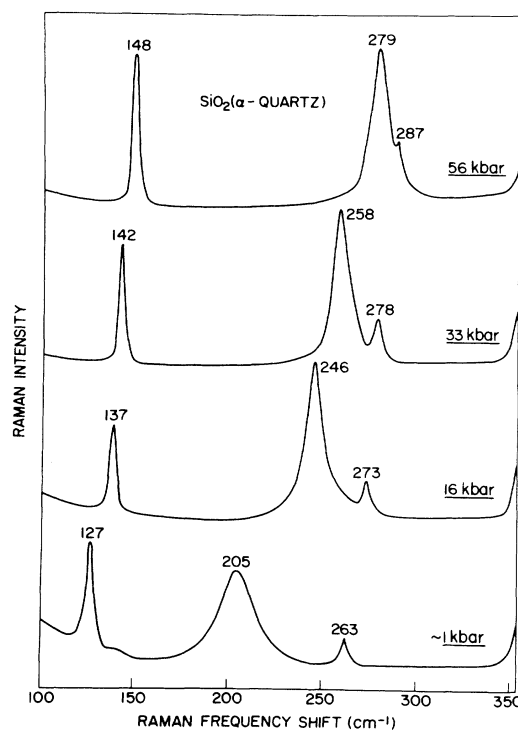 148
279
SiO₂(α - QUARTZ)
287
56 kbar
142
258
278
33 kbar
137
246
273
16 kbar
127
205
263
~1 kbar
RAMAN INTENSITY
100 150 200 250 300 350
RAMAN FREQUENCY SHIFT (cm⁻¹)